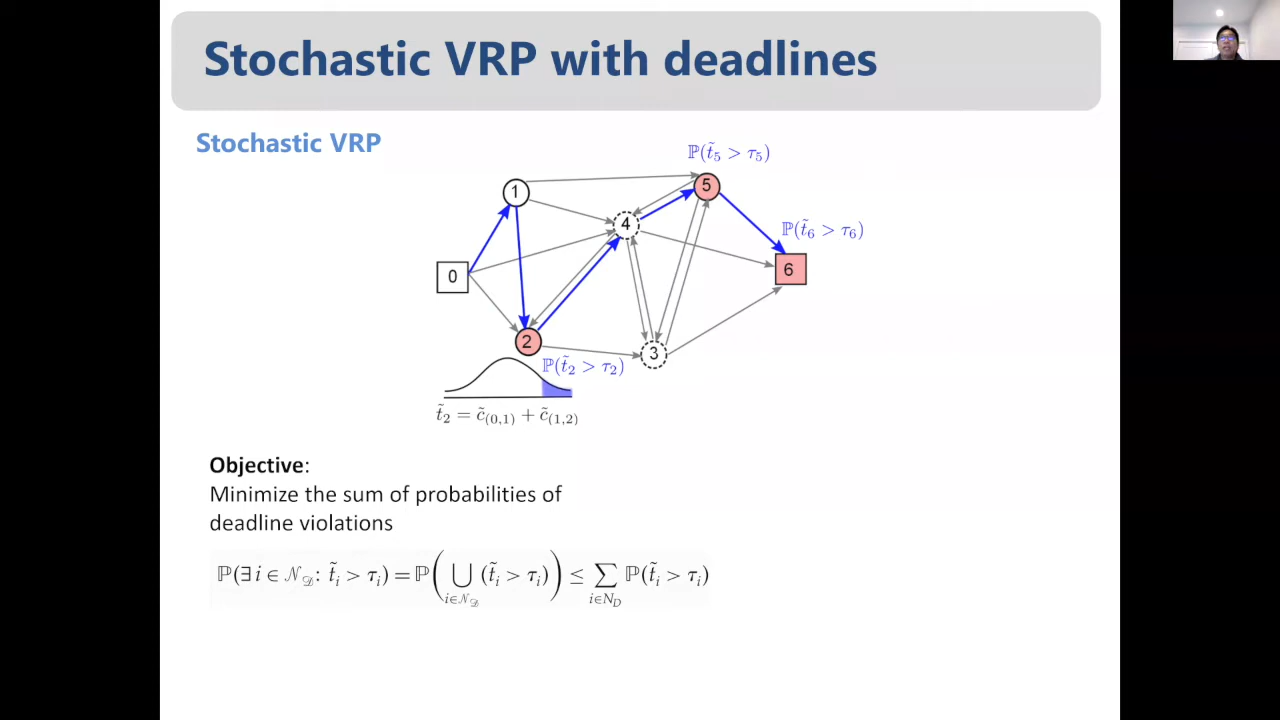 Stochastic VRP with deadlines
Stochastic VRP
ℙ(t̃₅ > τ₅)
1
5
4
ℙ(t̃₆ > τ₆)
0
6
2
3
ℙ(t̃₂ > τ₂)
t̃₂ = c̃₍₀,₁₎ + c̃₍₁,₂₎
Objective:
Minimize the sum of probabilities of
deadline violations
ℙ(∃ i ∈ 𝒩_𝒟: t̃ᵢ > τᵢ) = ℙ(⋃_{i∈𝒩_𝒟} (t̃ᵢ > τᵢ)) ≤ ∑_{i∈N_D} ℙ(t̃ᵢ > τᵢ)